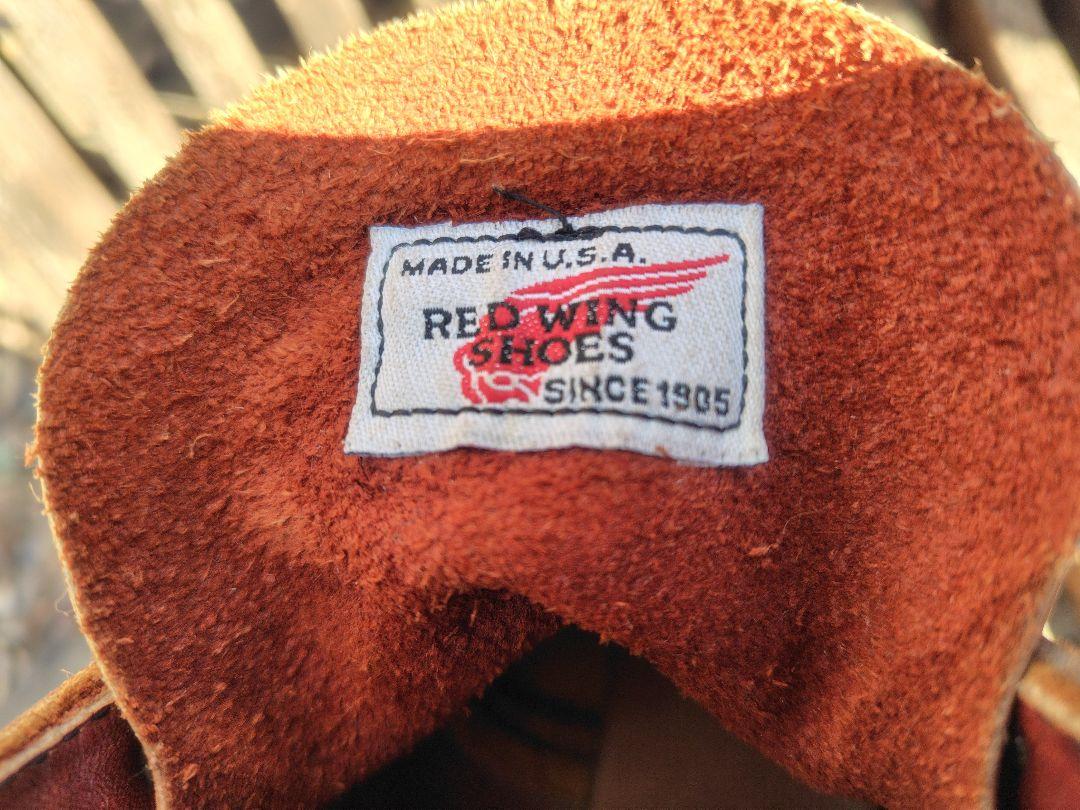 MADE IN U.S.A.
RED WING
SHOES
SINCE 1905